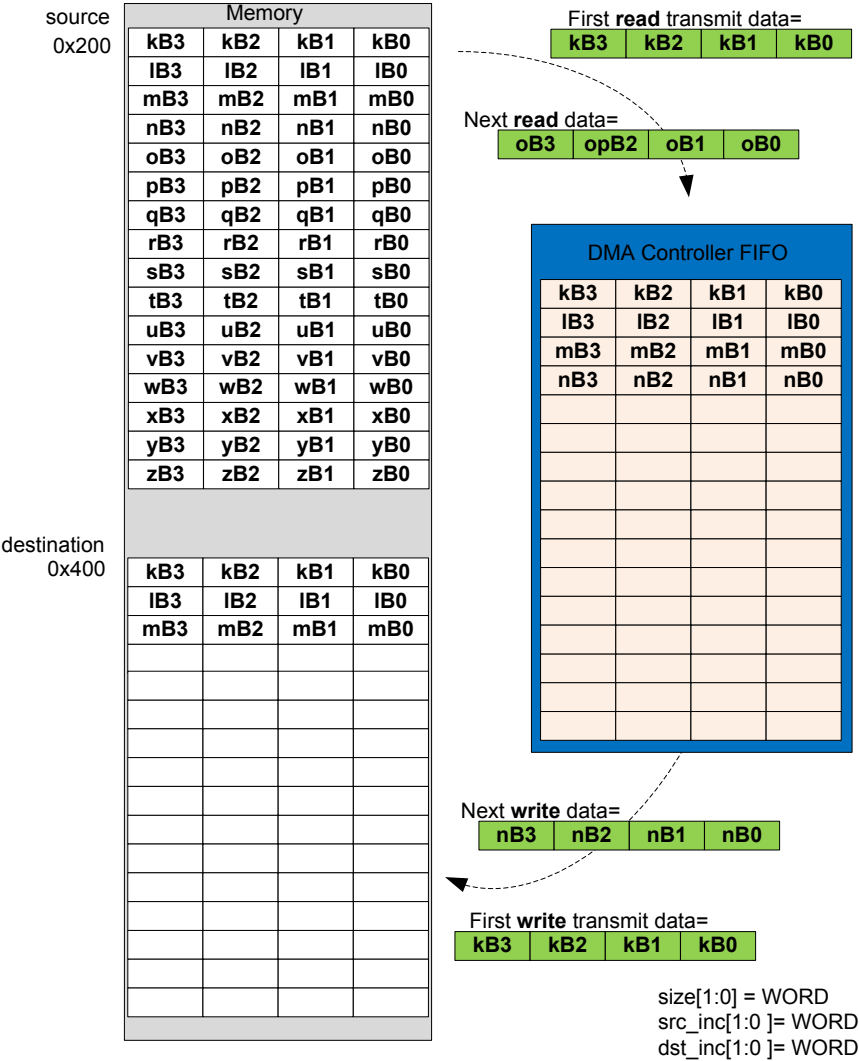 source
0x200
Memory
kB3 kB2 kB1 kB0
lB3 lB2 lB1 lB0
mB3 mB2 mB1 mB0
nB3 nB2 nB1 nB0
oB3 oB2 oB1 oB0
pB3 pB2 pB1 pB0
qB3 qB2 qB1 qB0
rB3 rB2 rB1 rB0
sB3 sB2 sB1 sB0
tB3 tB2 tB1 tB0
uB3 uB2 uB1 uB0
vB3 vB2 vB1 vB0
wB3 wB2 wB1 wB0
xB3 xB2 xB1 xB0
yB3 yB2 yB1 yB0
zB3 zB2 zB1 zB0
destination
0x400
kB3 kB2 kB1 kB0
lB3 lB2 lB1 lB0
mB3 mB2 mB1 mB0
First read transmit data=
kB3 kB2 kB1 kB0
Next read data=
oB3 opB2 oB1 oB0
DMA Controller FIFO
kB3 kB2 kB1 kB0
lB3 lB2 lB1 lB0
mB3 mB2 mB1 mB0
nB3 nB2 nB1 nB0
Next write data=
nB3 nB2 nB1 nB0
First write transmit data=
kB3 kB2 kB1 kB0
size[1:0] = WORD
src_inc[1:0 ]= WORD
dst_inc[1:0 ]= WORD